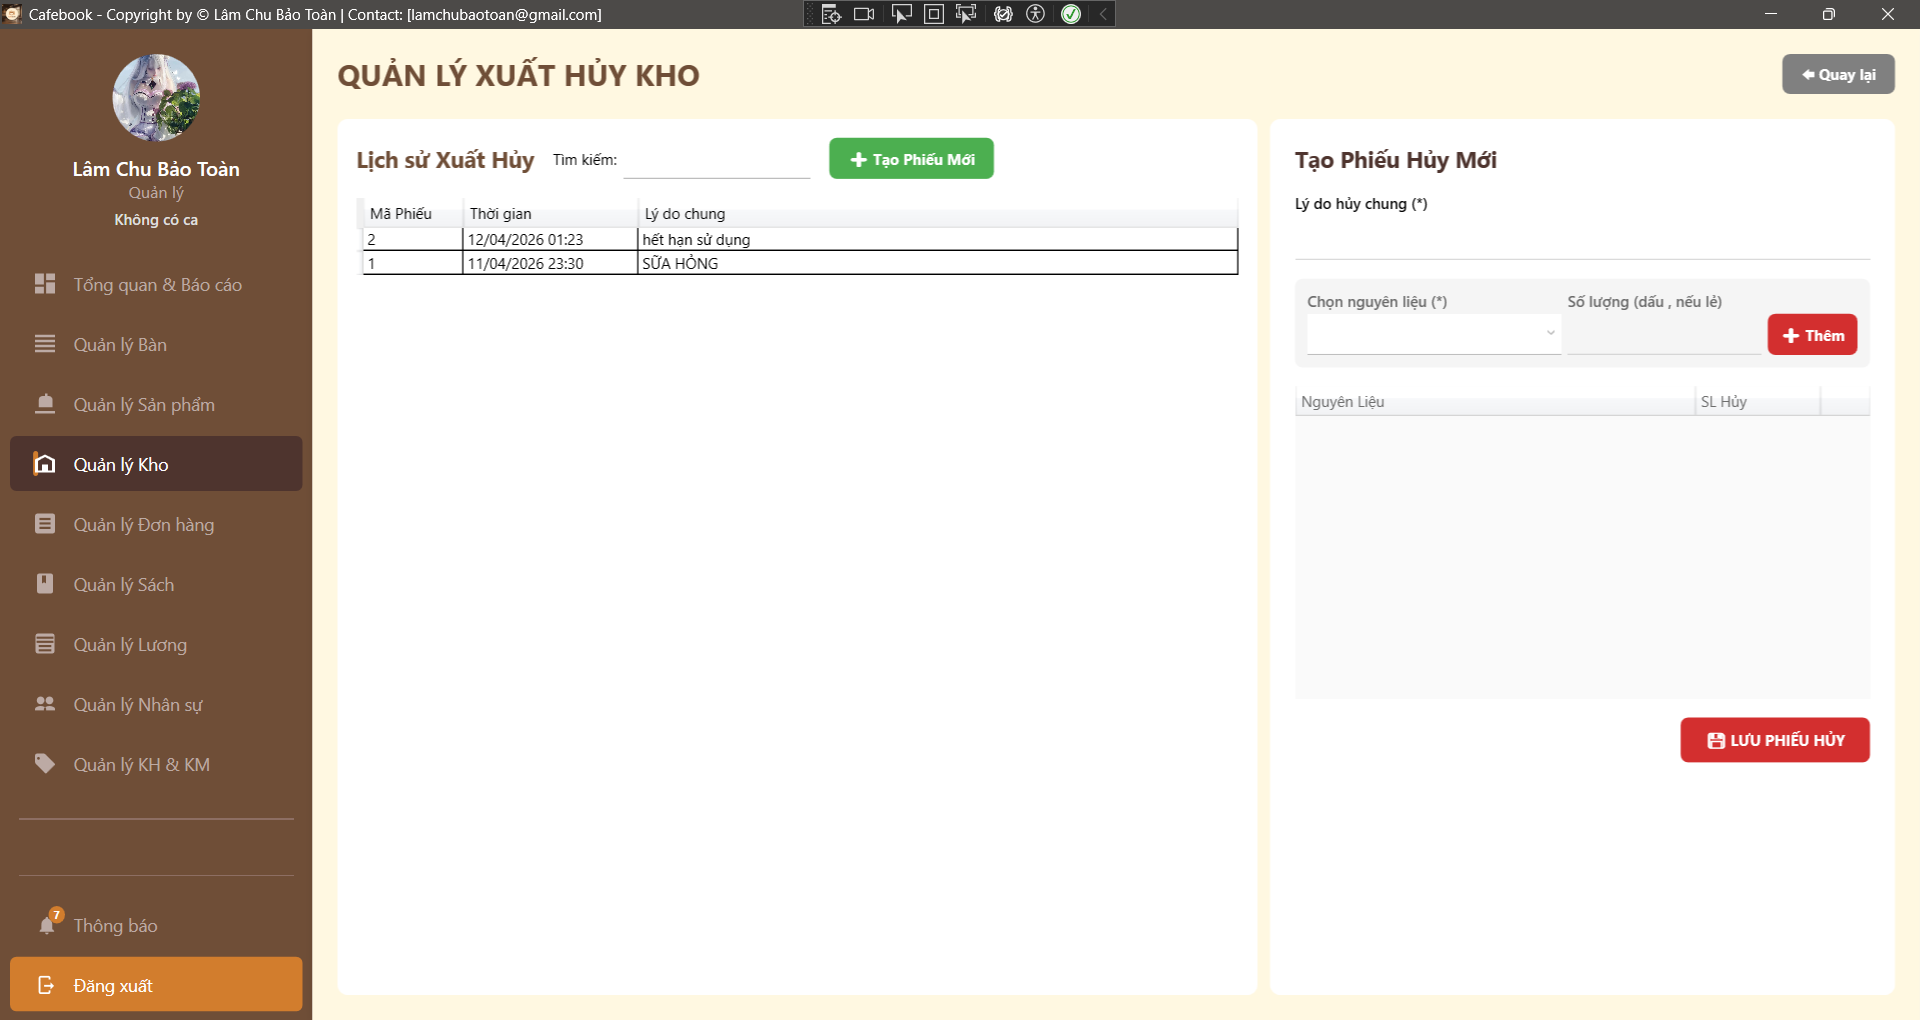 Cafebook - Copyright by © Lâm Chu Bảo Toàn | Contact: [lamchubaotoan@gmail.com]
Lâm Chu Bảo Toàn
Quản lý
Không có ca
Tổng quan & Báo cáo
Quản lý Bàn
Quản lý Sản phẩm
Quản lý Kho
Quản lý Đơn hàng
Quản lý Sách
Quản lý Lương
Quản lý Nhân sự
Quản lý KH & KM
7
Thông báo
Đăng xuất
QUẢN LÝ XUẤT HỦY KHO
Quay lại
Lịch sử Xuất Hủy
Tìm kiếm:
Tạo Phiếu Mới
Mã Phiếu Thời gian Lý do chung
2 12/04/2026 01:23 hết hạn sử dụng
1 11/04/2026 23:30 SỮA HỎNG
Tạo Phiếu Hủy Mới
Lý do hủy chung (*)
Chọn nguyên liệu (*) Số lượng (dấu , nếu lẻ)
Thêm
Nguyên Liệu SL Hủy
LƯU PHIẾU HỦY